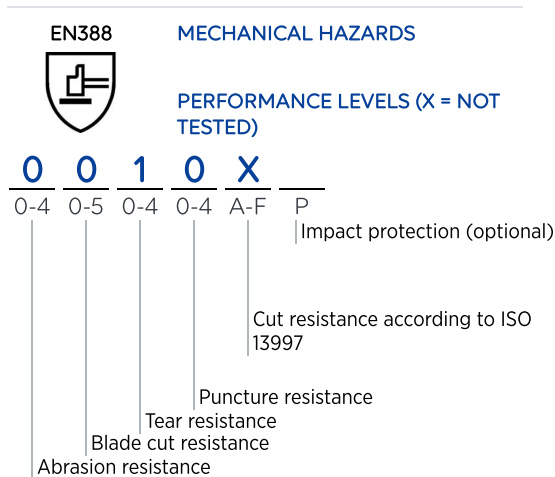 EN388
MECHANICAL HAZARDS
PERFORMANCE LEVELS (X = NOT
TESTED)
0 0 1 0 X
0-4 0-5 0-4 0-4 A-F P
Impact protection (optional)
Cut resistance according to ISO
13997
Puncture resistance
Tear resistance
Blade cut resistance
Abrasion resistance